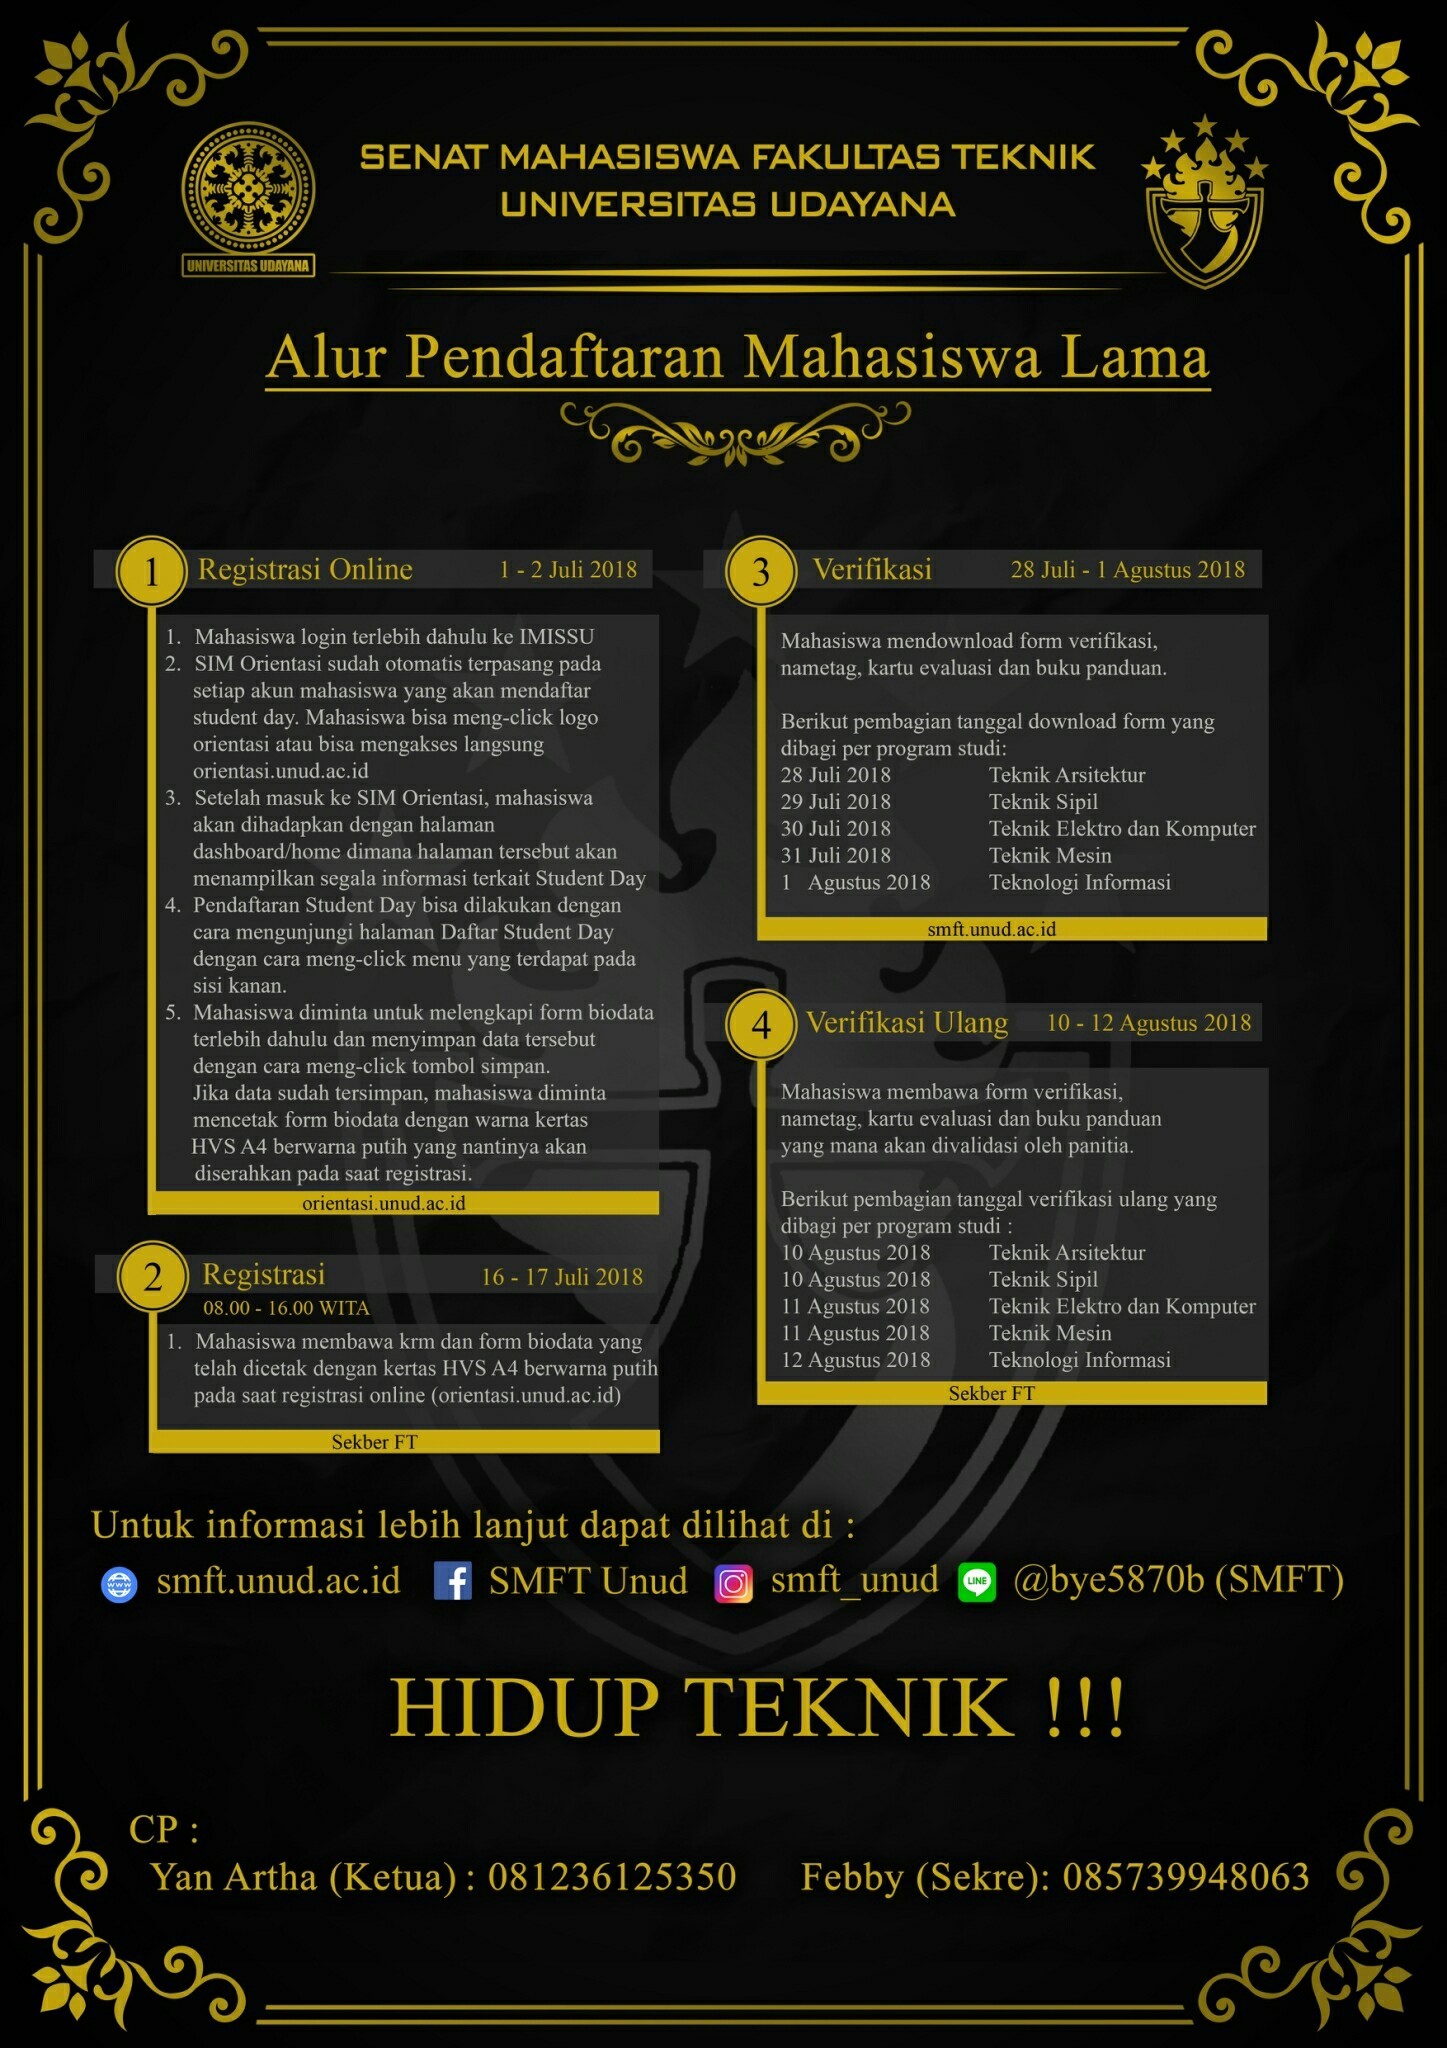 SENAT MAHASISWA FAKULTAS TEKNIK
UNIVERSITAS UDAYANA
UNIVERSITAS UDAYANA
Alur Pendaftaran Mahasiswa Lama
1 Registrasi Online 1 - 2 Juli 2018
1. Mahasiswa login terlebih dahulu ke IMISSU
2. SIM Orientasi sudah otomatis terpasang pada
setiap akun mahasiswa yang akan mendaftar
student day. Mahasiswa bisa meng-click logo
orientasi atau bisa mengakses langsung
orientasi.unud.ac.id
3. Setelah masuk ke SIM Orientasi, mahasiswa
akan dihadapkan dengan halaman
dashboard/home dimana halaman tersebut akan
menampilkan segala informasi terkait Student Day
4. Pendaftaran Student Day bisa dilakukan dengan
cara mengunjungi halaman Daftar Student Day
dengan cara meng-click menu yang terdapat pada
sisi kanan.
5. Mahasiswa diminta untuk melengkapi form biodata
terlebih dahulu dan menyimpan data tersebut
dengan cara meng-click tombol simpan.
Jika data sudah tersimpan, mahasiswa diminta
mencetak form biodata dengan warna kertas
HVS A4 berwarna putih yang nantinya akan
diserahkan pada saat registrasi.
orientasi.unud.ac.id
2 Registrasi 16 - 17 Juli 2018
08.00 - 16.00 WITA
1. Mahasiswa membawa krm dan form biodata yang
telah dicetak dengan kertas HVS A4 berwarna putih
pada saat registrasi online (orientasi.unud.ac.id)
Sekber FT
3 Verifikasi 28 Juli - 1 Agustus 2018
Mahasiswa mendownload form verifikasi,
nametag, kartu evaluasi dan buku panduan.
Berikut pembagian tanggal download form yang
dibagi per program studi:
28 Juli 2018 Teknik Arsitektur
29 Juli 2018 Teknik Sipil
30 Juli 2018 Teknik Elektro dan Komputer
31 Juli 2018 Teknik Mesin
1 Agustus 2018 Teknologi Informasi
smft.unud.ac.id
4 Verifikasi Ulang 10 - 12 Agustus 2018
Mahasiswa membawa form verifikasi,
nametag, kartu evaluasi dan buku panduan
yang mana akan divalidasi oleh panitia.
Berikut pembagian tanggal verifikasi ulang yang
dibagi per program studi :
10 Agustus 2018 Teknik Arsitektur
10 Agustus 2018 Teknik Sipil
11 Agustus 2018 Teknik Elektro dan Komputer
11 Agustus 2018 Teknik Mesin
12 Agustus 2018 Teknologi Informasi
Sekber FT
Untuk informasi lebih lanjut dapat dilihat di :
www smft.unud.ac.id f SMFT Unud smft_unud LINE @bye5870b (SMFT)
HIDUP TEKNIK !!!
CP :
Yan Artha (Ketua) : 081236125350 Febby (Sekre): 085739948063